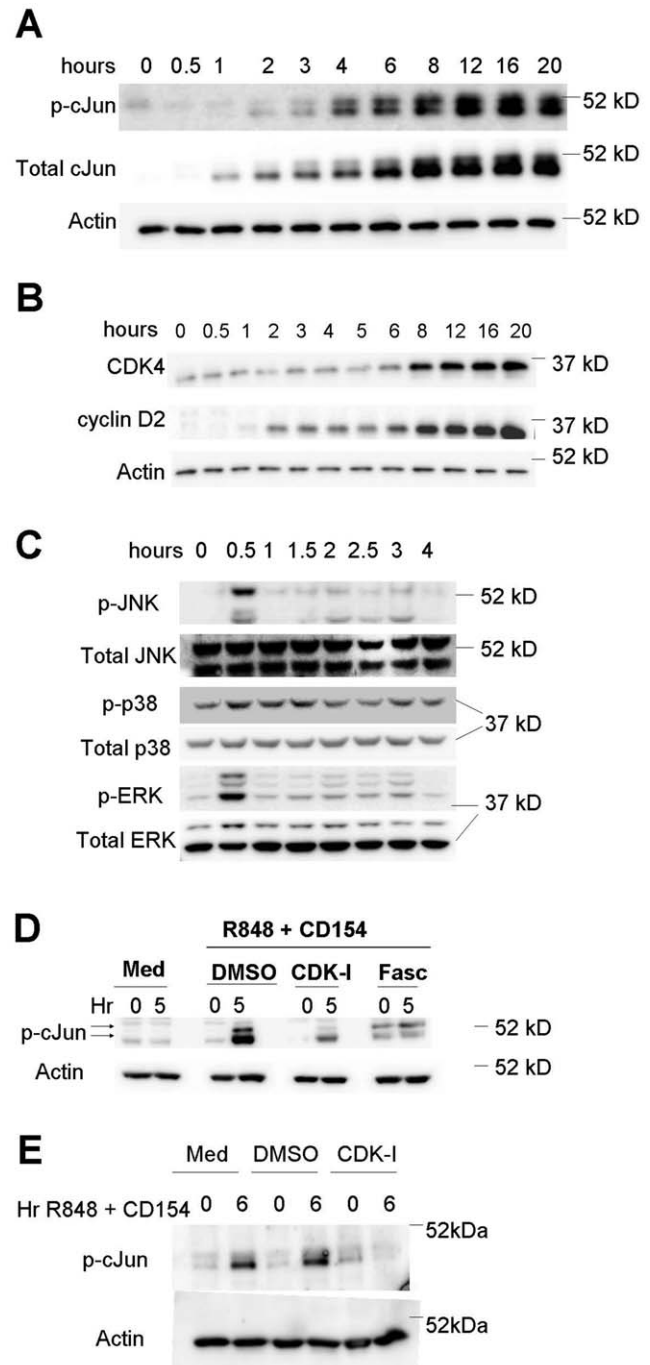 A
hours 0 0.5 1 2 3 4 6 8 12 16 20
p-cJun 52 kD
Total cJun 52 kD
Actin 52 kD
B
hours 0 0.5 1 2 3 4 5 6 8 12 16 20
CDK4 37 kD
cyclin D2 37 kD
Actin 52 kD
C
hours 0 0.5 1 1.5 2 2.5 3 4
p-JNK 52 kD
Total JNK 52 kD
p-p38
37 kD
Total p38
p-ERK
37 kD
Total ERK
D
R848 + CD154
Med DMSO CDK-I Fasc
Hr 0 5 0 5 0 5 0 5
p-cJun 52 kD
Actin 52 kD
E
Med DMSO CDK-I
Hr R848 + CD154 0 6 0 6 0 6
p-cJun 52kDa
Actin 52kDa